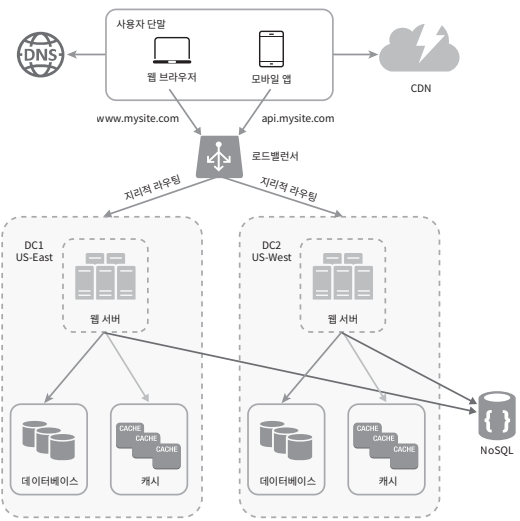 사용자 단말
DNS
웹 브라우저
모바일 앱
CDN
www.mysite.com
api.mysite.com
로드밸런서
지리적 라우팅
지리적 라우팅
DC1
US-East
DC2
US-West
웹 서버
웹 서버
CACHE
CACHE
CACHE
CACHE
CACHE
CACHE
{ }
NoSQL
데이터베이스
캐시
데이터베이스
캐시